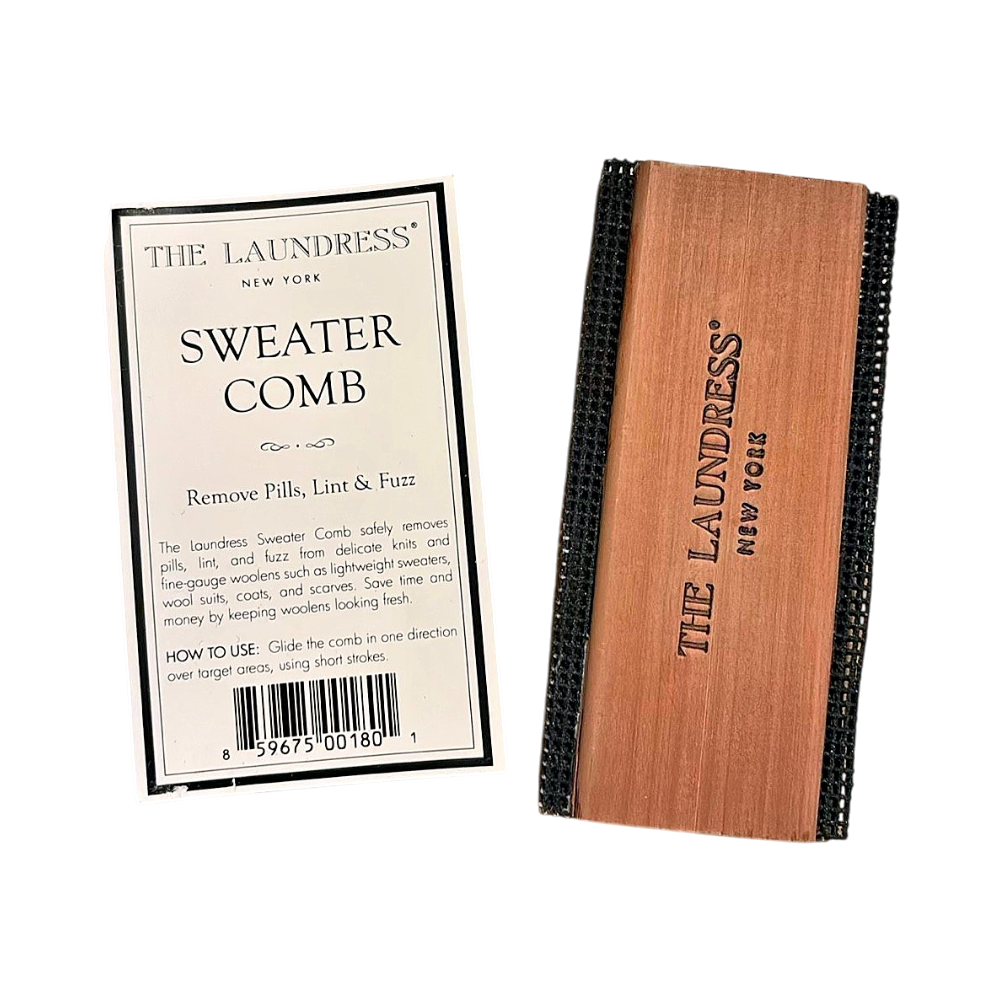 THE LAUNDRESS®
NEW YORK
SWEATER
COMB
Remove Pills, Lint & Fuzz
The Laundress Sweater Comb safely removes
pills, lint, and fuzz from delicate knits and
fine-gauge woolens such as lightweight sweaters,
wool suits, coats, and scarves. Save time and
money by keeping woolens looking fresh.
HOW TO USE: Glide the comb in one direction
over target areas, using short strokes.
8 59675 00180 1
THE LAUNDRESS®
NEW YORK